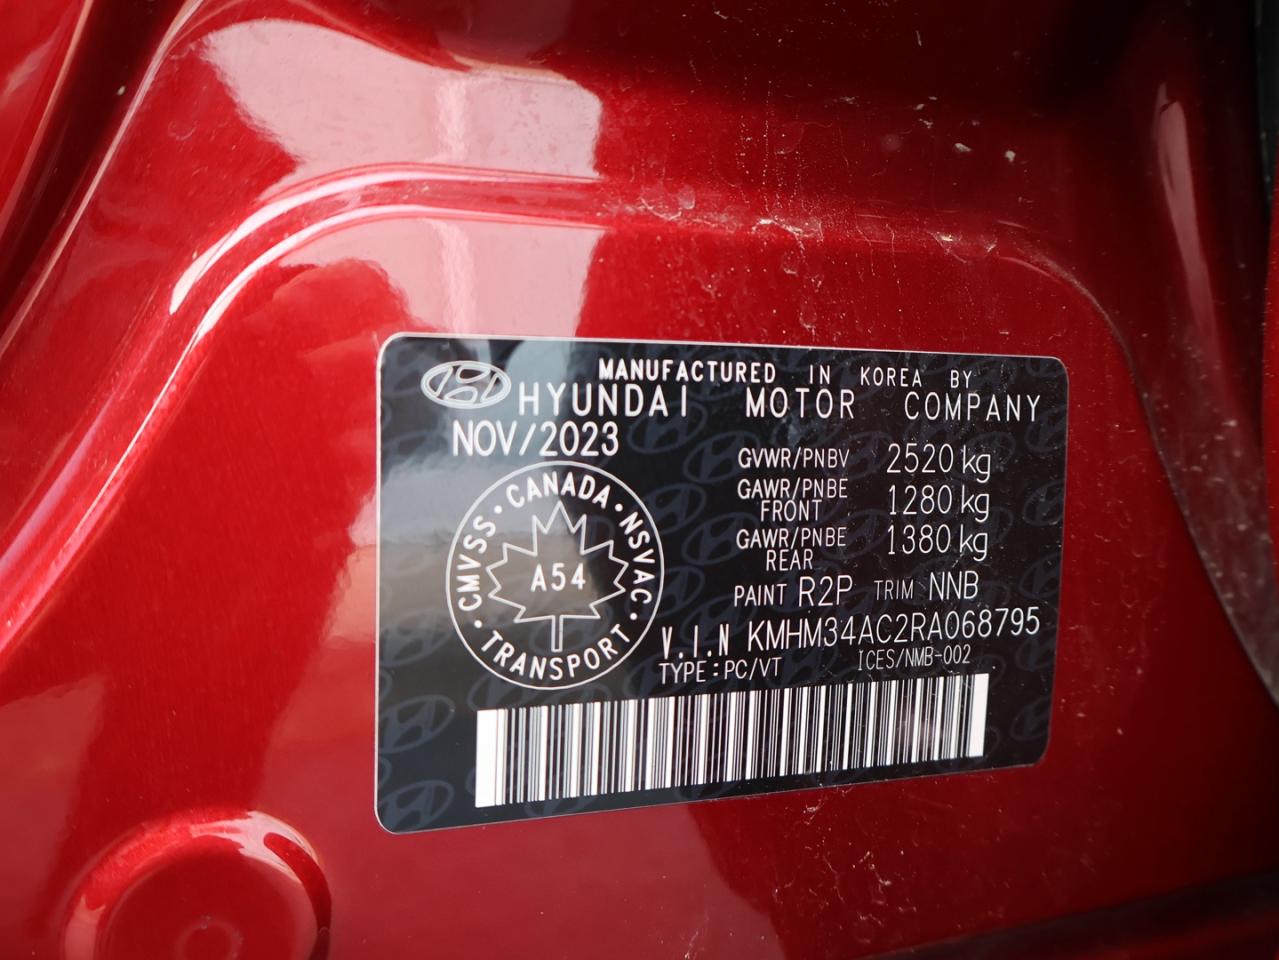 MANUFACTURED IN KOREA BY
HYUNDAI MOTOR COMPANY
NOV/2023
GVWR/PNBV 2520 kg
GAWR/PNBE FRONT 1280 kg
GAWR/PNBE REAR 1380 kg
PAINT R2P TRIM NNB
V.I.N KMHM34AC2RA068795
TYPE:PC/VT ICES/NMB-002
CANADA · NSVAC · TRANSPORT · CMVSS ·
A54